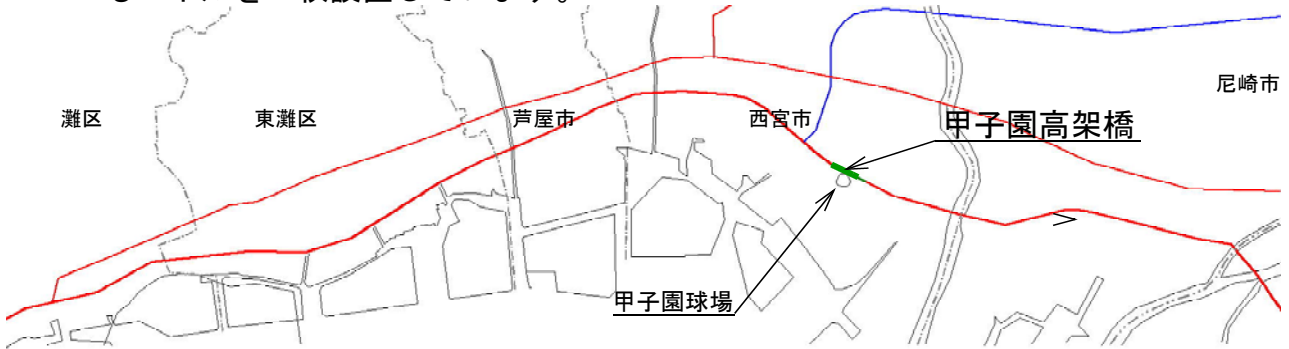 灘区
東灘区
芦屋市
西宮市
尼崎市
甲子園高架橋
甲子園球場